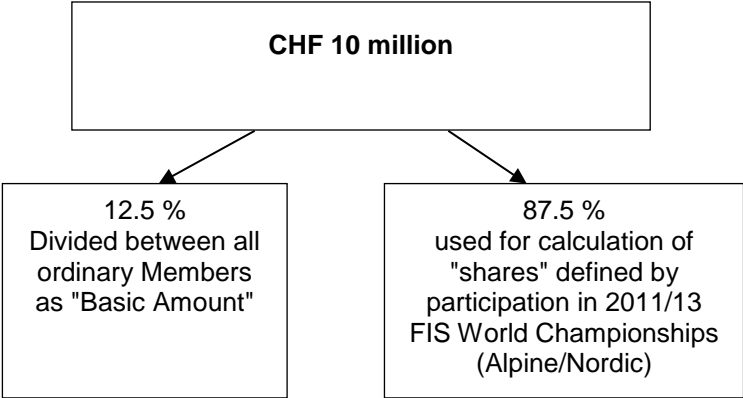 CHF 10 million
12.5 %
Divided between all
ordinary Members
as "Basic Amount"
87.5 %
used for calculation of
"shares" defined by
participation in 2011/13
FIS World Championships
(Alpine/Nordic)